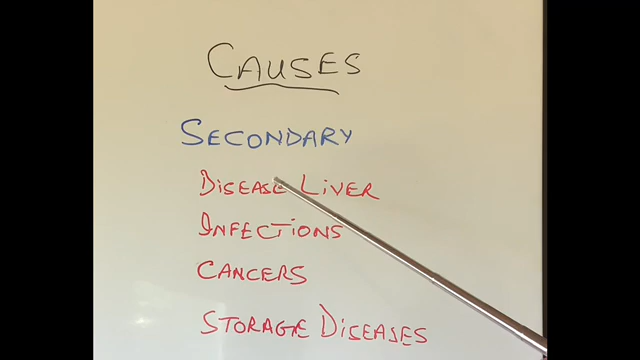 CAUSES
SECONDARY
DISEASE LIVER
INFECTIONS
CANCERS
STORAGE DISEASES